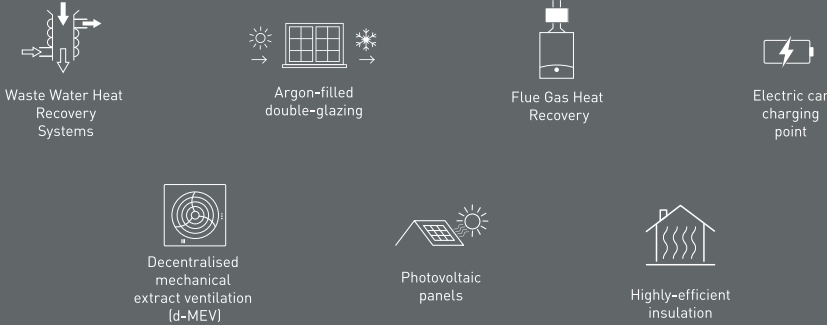 Waste Water Heat
Recovery
Systems
Argon-filled
double-glazing
Flue Gas Heat
Recovery
Electric car
charging
point
Decentralised
mechanical
extract ventilation
(d-MEV)
Photovoltaic
panels
Highly-efficient
insulation